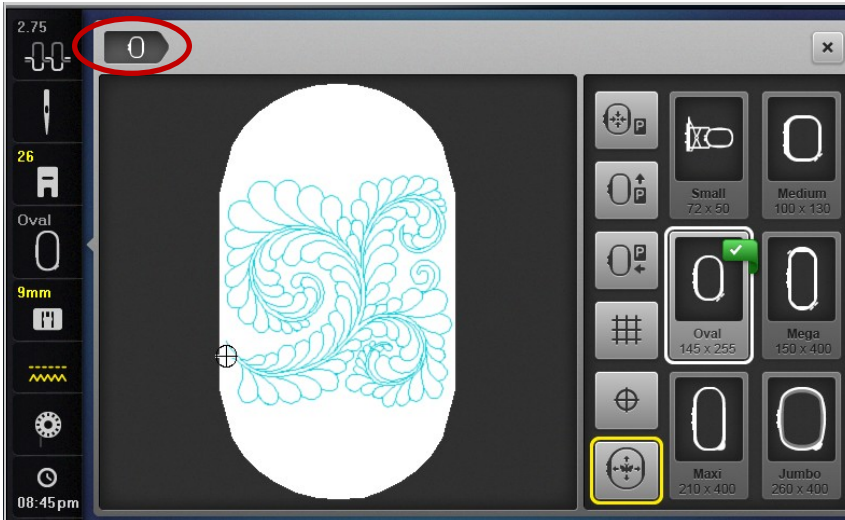 2.75
26
Oval
9mm
08:45pm
P
P
P
Small
72 x 50
Medium
100 x 130
Oval
145 x 255
Mega
150 x 400
Maxi
210 x 400
Jumbo
260 x 400